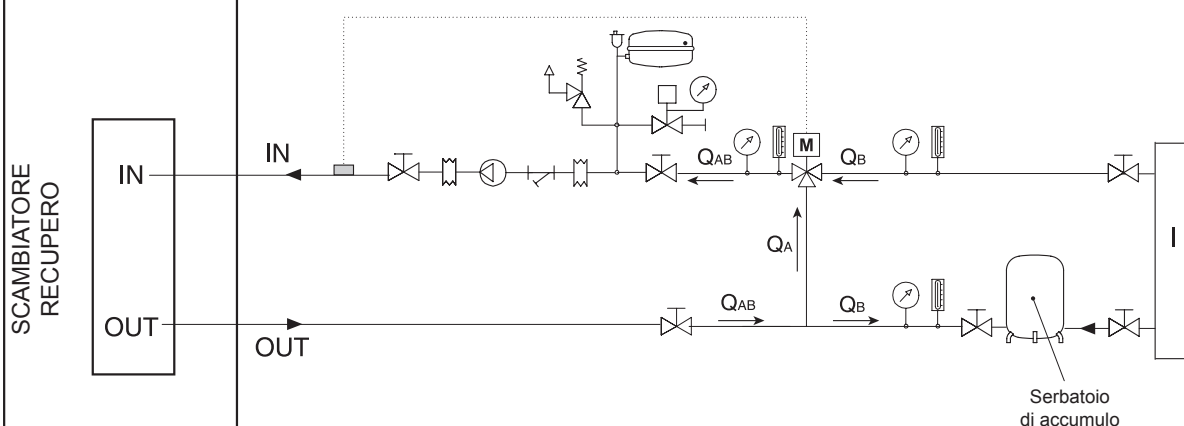 SCAMBIATORE
RECUPERO
IN
OUT
IN
OUT
QAB
M
QB
QA
QAB
QB
I
Serbatoio
di accumulo